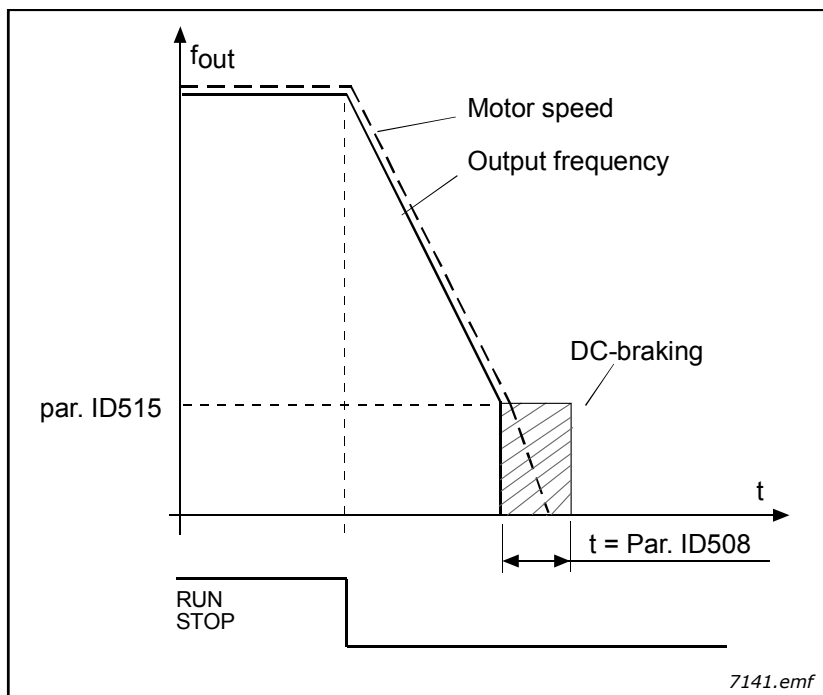 fout
Motor speed
Output frequency
DC-braking
par. ID515
t
t = Par. ID508
RUN
STOP
7141.emf